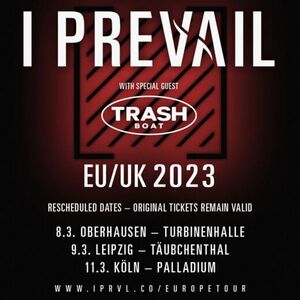 I PREVAIL
WITH SPECIAL GUEST
TRASH
BOAT
EU/UK 2023
RESCHEDULED DATES – ORIGINAL TICKETS REMAIN VALID
8.3. OBERHAUSEN – TURBINENHALLE
9.3. LEIPZIG – TÄUBCHENTHAL
11.3. KÖLN – PALLADIUM
WWW.IPRVL.CO/EUROPETOUR